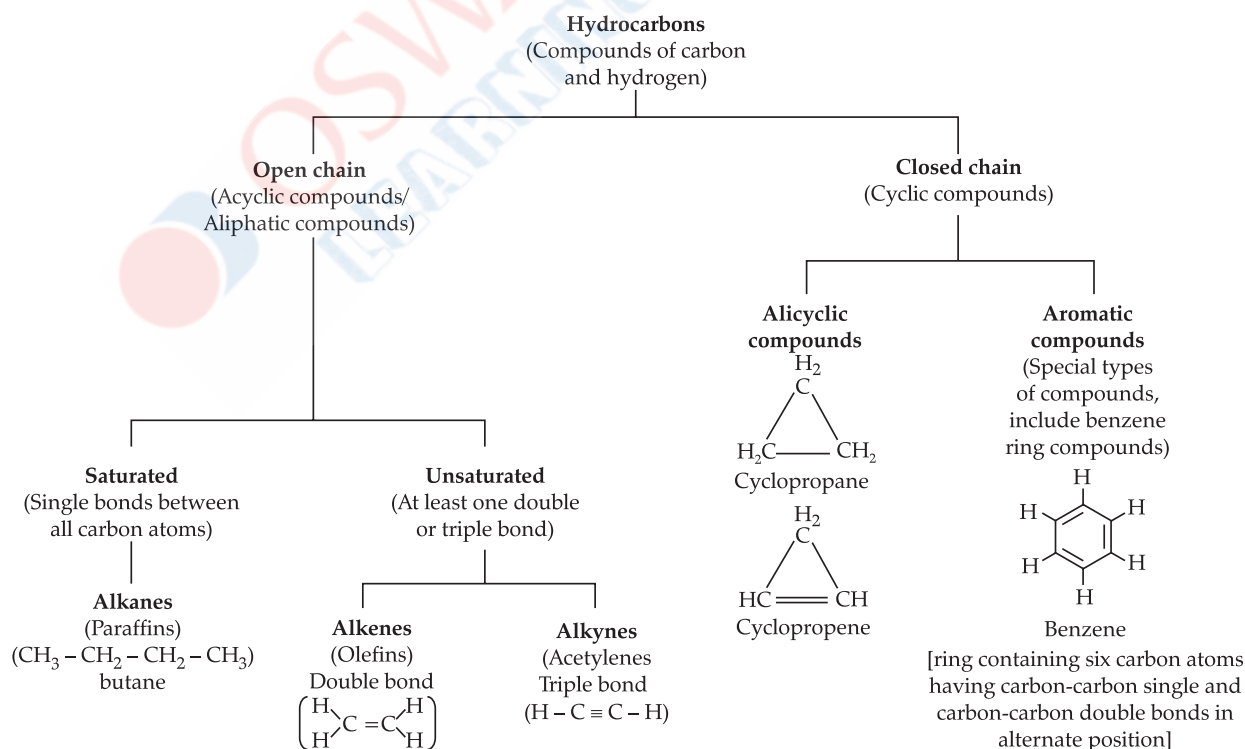 Hydrocarbons
(Compounds of carbon
and hydrogen)
Open chain
(Acyclic compounds/
Aliphatic compounds)
Closed chain
(Cyclic compounds)
Saturated
(Single bonds between
all carbon atoms)
Alkanes
(Paraffins)
(CH₃ – CH₂ – CH₂ – CH₃)
butane
Unsaturated
(At least one double
or triple bond)
Alkenes
(Olefins)
Double bond
H H
C = C
H H
Alkynes
(Acetylenes
Triple bond
(H – C ≡ C – H)
Alicyclic
compounds
H₂
C
H₂C CH₂
Cyclopropane
H₂
C
HC CH
Cyclopropene
Aromatic
compounds
(Special types
of compounds,
include benzene
ring compounds)
H
H H
H H
H
Benzene
[ring containing six carbon atoms
having carbon-carbon single and
carbon-carbon double bonds in
alternate position]